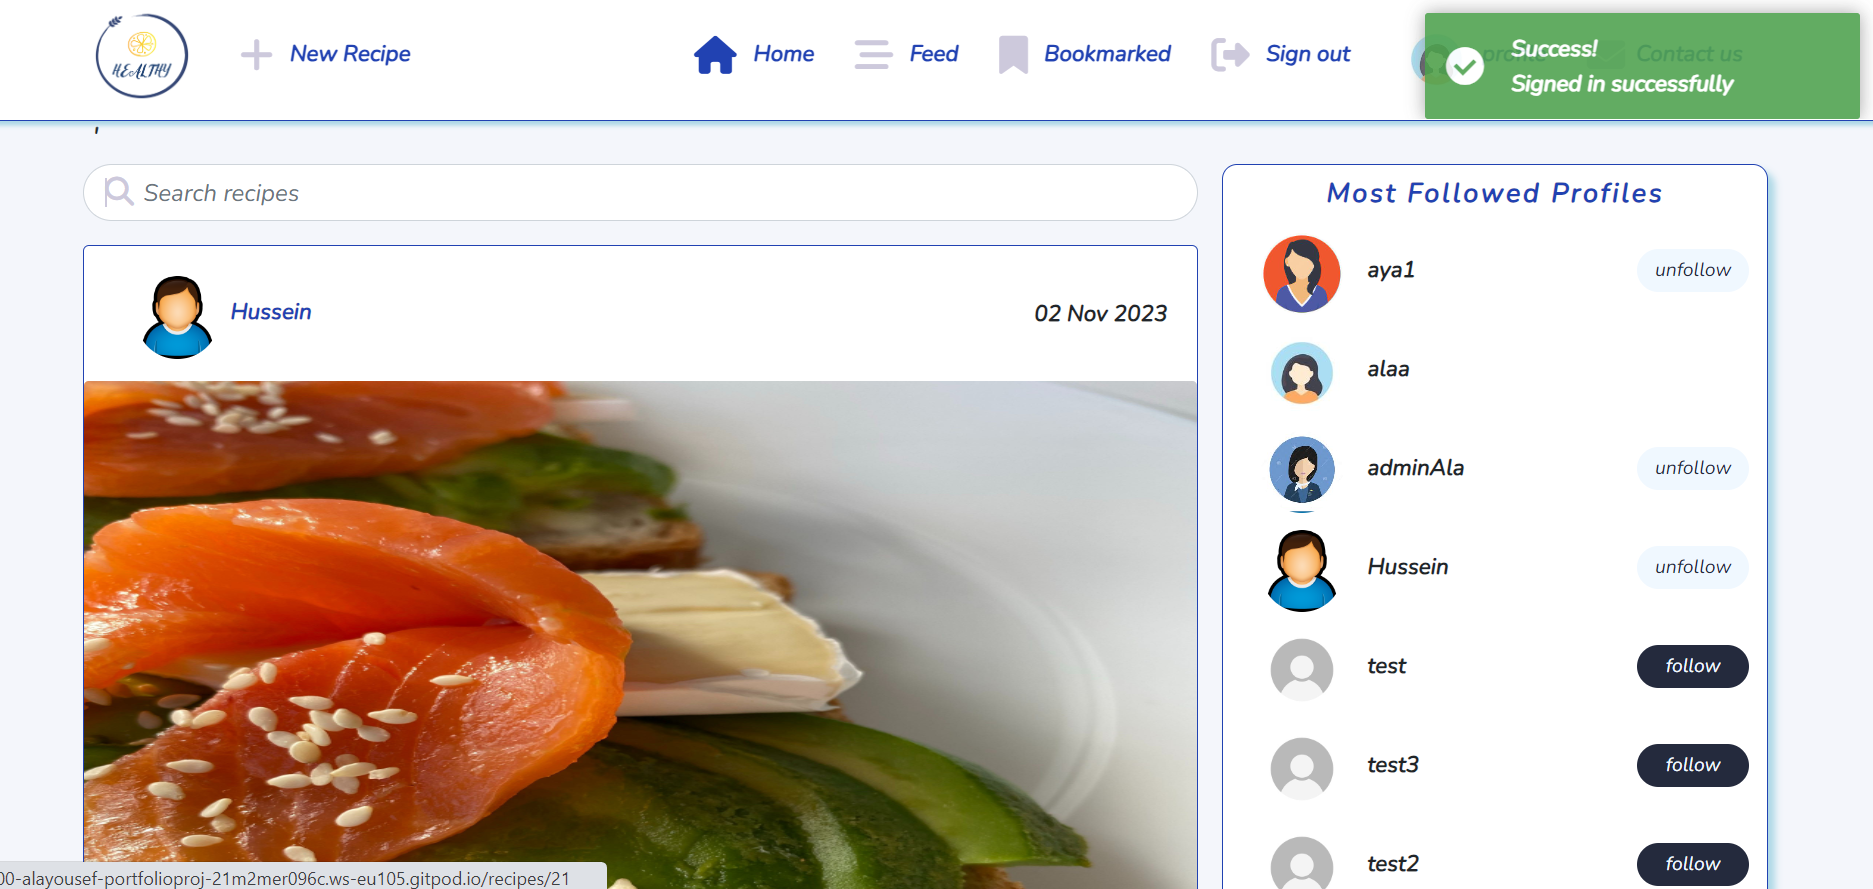 HEALTHY
New Recipe
Home
Feed
Bookmarked
Sign out
profile
Contact us
Success!
Signed in successfully
Search recipes
Most Followed Profiles
Hussein
02 Nov 2023
aya1
unfollow
alaa
adminAla
unfollow
Hussein
unfollow
test
follow
test3
follow
test2
follow
00-alayousef-portfolioproj-21m2mer096c.ws-eu105.gitpod.io/recipes/21